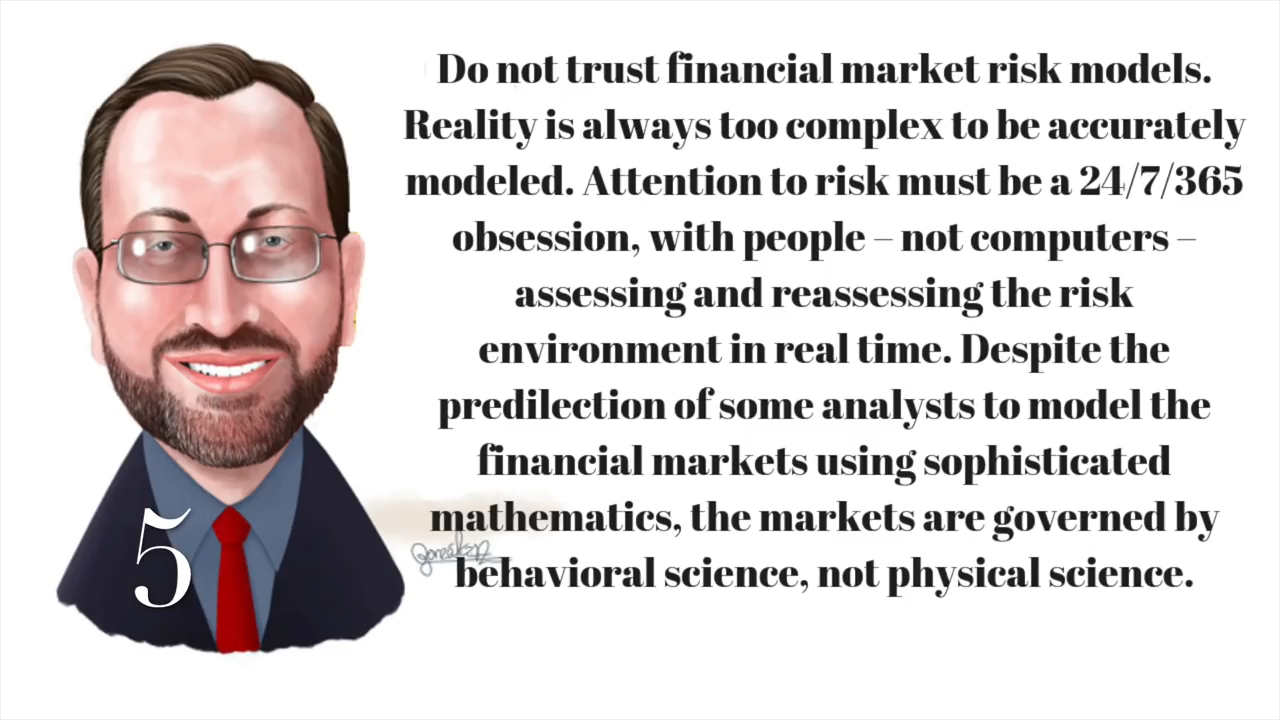 Do not trust financial market risk models.
Reality is always too complex to be accurately
modeled. Attention to risk must be a 24/7/365
obsession, with people – not computers –
assessing and reassessing the risk
environment in real time. Despite the
predilection of some analysts to model the
financial markets using sophisticated
mathematics, the markets are governed by
behavioral science, not physical science.
5